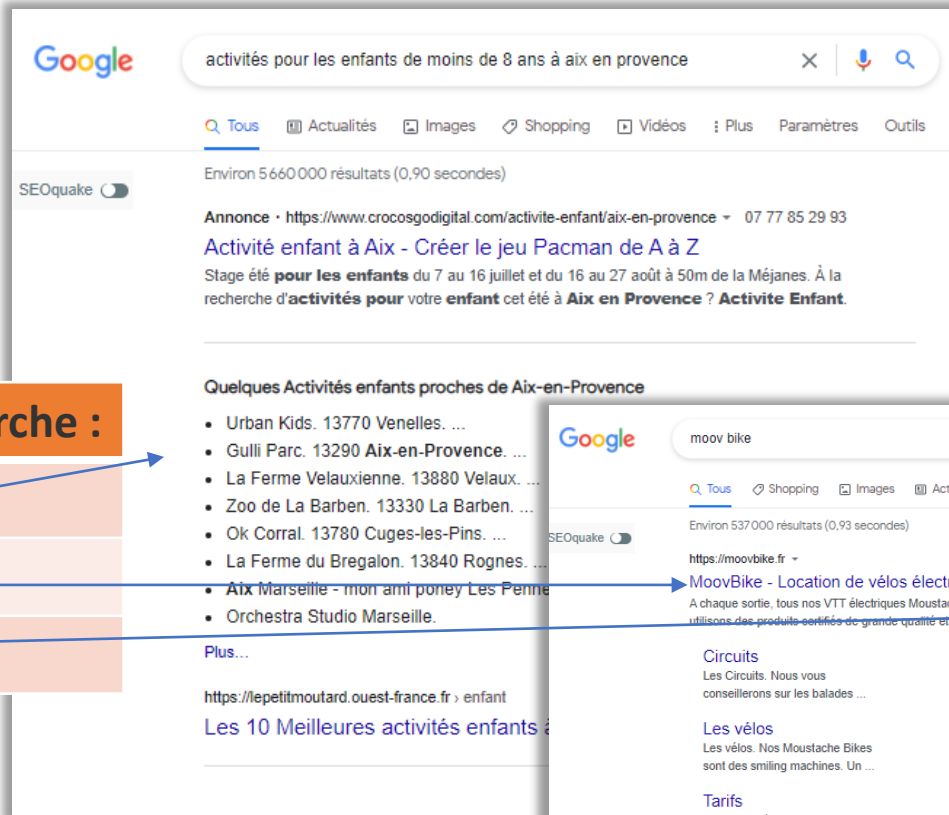 Google
activités pour les enfants de moins de 8 ans à aix en provence
Tous Actualités Images Shopping Vidéos Plus Paramètres Outils
SEOquake
Environ 5 660 000 résultats (0,90 secondes)
Annonce · https://www.crocosgodigital.com/activite-enfant/aix-en-provence 07 77 85 29 93
Activité enfant à Aix - Créer le jeu Pacman de A à Z
Stage été pour les enfants du 7 au 16 juillet et du 16 au 27 août à 50m de la Méjanes. À la
recherche d'activités pour votre enfant cet été à Aix en Provence ? Activite Enfant.
Quelques Activités enfants proches de Aix-en-Provence
• Urban Kids. 13770 Venelles. ...
• Gulli Parc. 13290 Aix-en-Provence. ...
• La Ferme Velauxienne. 13880 Velaux. ...
• Zoo de La Barben. 13330 La Barben. ...
• Ok Corral. 13780 Cuges-les-Pins. ...
• La Ferme du Bregalon. 13840 Rognes. ...
• Aix Marseille - mon ami poney Les Penne
• Orchestra Studio Marseille.
Plus...
https://lepetitmoutard.ouest-france.fr › enfant
Les 10 Meilleures activités enfants à
rche :
Google
moov bike
Tous Shopping Images Act
SEOquake
Environ 537 000 résultats (0,93 secondes)
https://moovbike.fr
MoovBike - Location de vélos électr
A chaque sortie, tous nos VTT électriques Moustac
utilisons des produits certifiés de grande qualité et
Circuits
Les Circuits. Nous vous
conseillerons sur les balades ...
Les vélos
Les vélos. Nos Moustache Bikes
sont des smiling machines. Un ...
Tarifs